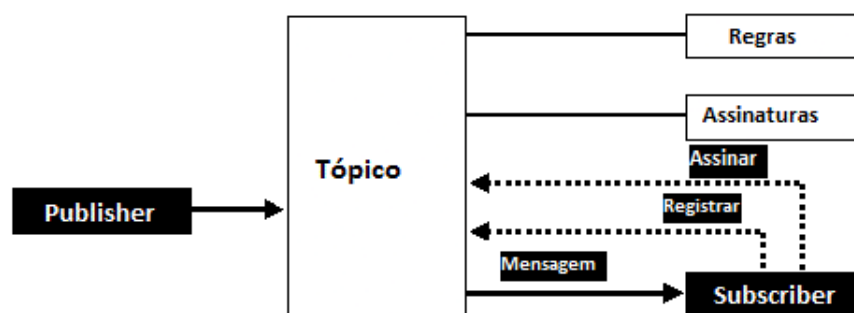 Regras
Assinaturas
Assinar
Tópico
Publisher
Registrar
Mensagem
Subscriber